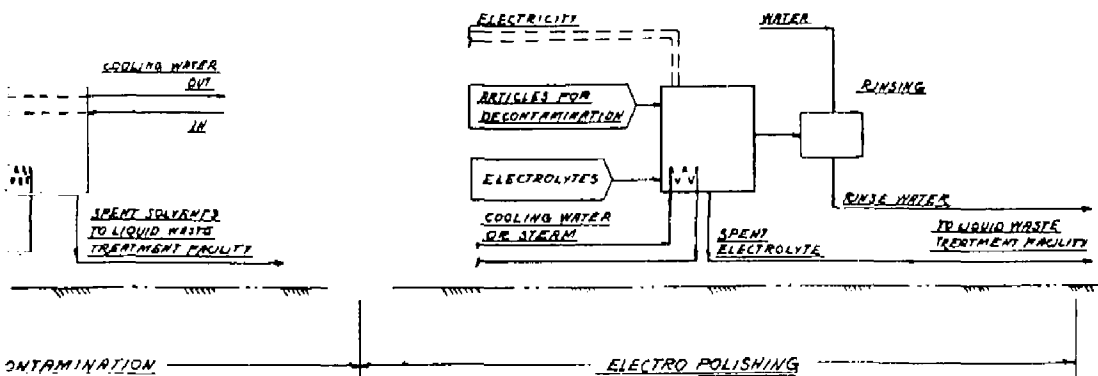 COOLING WATER
OUT
IN
SPENT SOLVENTS
TO LIQUID WASTE
TREATMENT FACILITY
ELECTRICITY
ARTICLES FOR
DECONTAMINATION
ELECTROLYTES
COOLING WATER
OR STEAM
SPENT
ELECTROLYTE
WATER
RINSING
RINSE WATER
TO LIQUID WASTE
TREATMENT FACILITY
ONTAMINATION
ELECTRO POLISHING